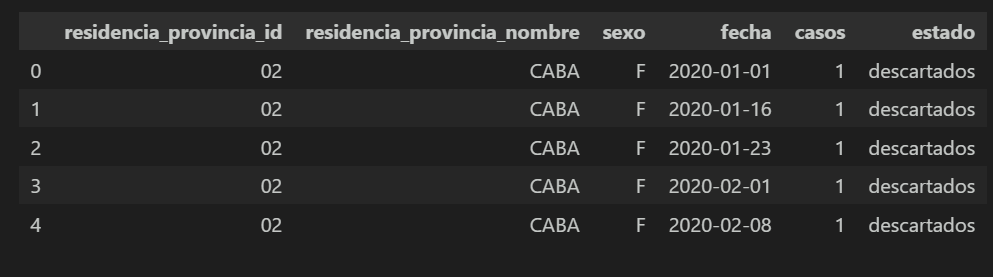 residencia_provincia_id residencia_provincia_nombre sexo fecha casos estado
0 02 CABA F 2020-01-01 1 descartados
1 02 CABA F 2020-01-16 1 descartados
2 02 CABA F 2020-01-23 1 descartados
3 02 CABA F 2020-02-01 1 descartados
4 02 CABA F 2020-02-08 1 descartados